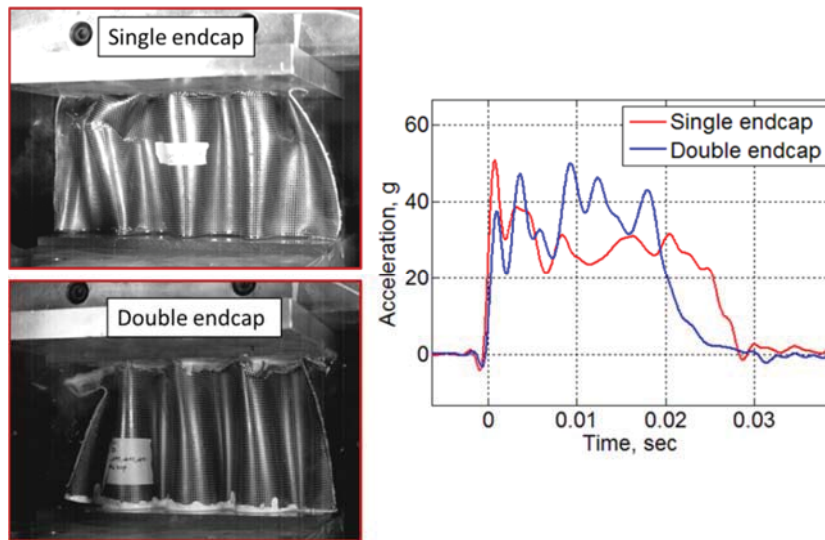 Single endcap
Double endcap
Single endcap
Double endcap
Acceleration, g
60
40
20
0
0
0.01
0.02
0.03
Time, sec